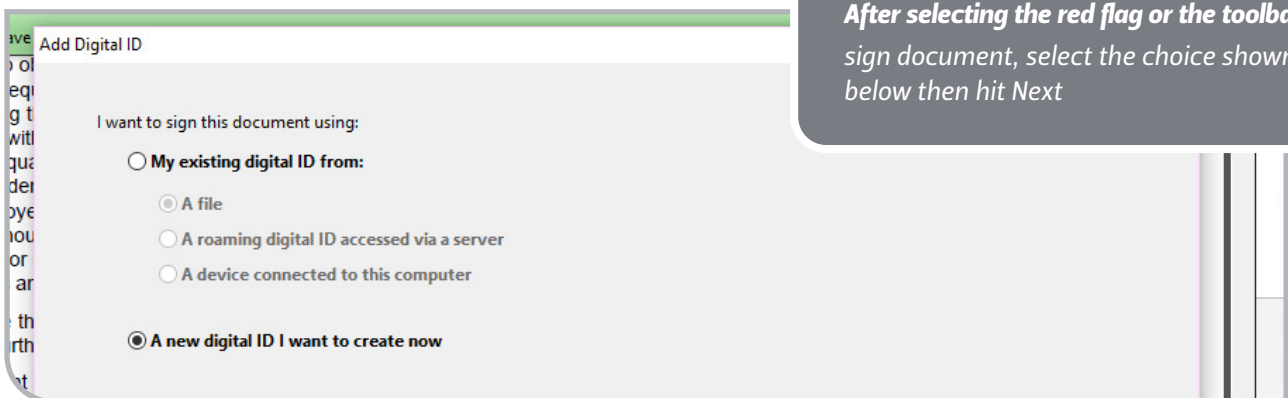 After selecting the red flag or the
sign document, select the choice shown
below then hit Next
Add Digital ID
I want to sign this document using:
My existing digital ID from:
A file
A roaming digital ID accessed via a server
A device connected to this computer
A new digital ID I want to create now